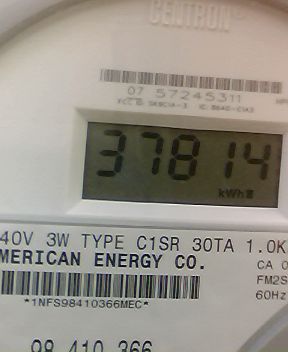 CENTRON
07 57245311
37814
kWh
40V 3W TYPE C1SR 30TA 1.0K
MERICAN ENERGY CO.
CA 0
FM2S
60Hz
*1NFS98410366MEC*
98 410 366